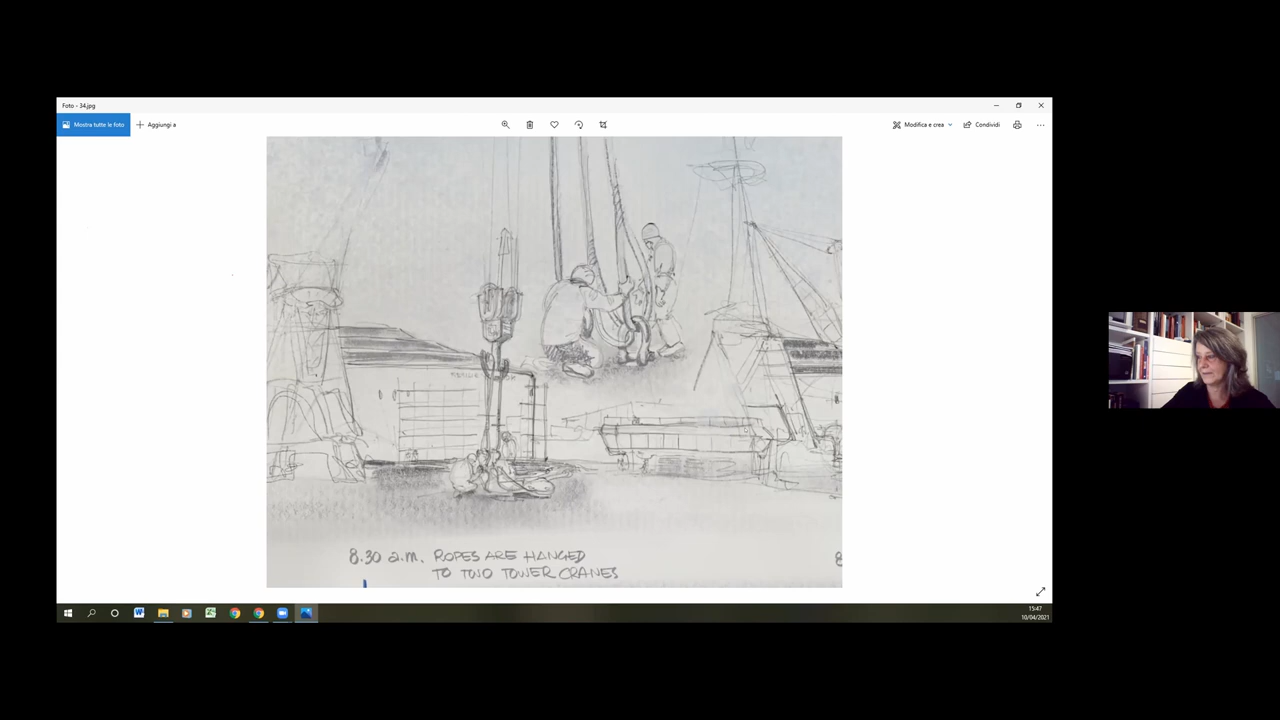 Foto - 34.jpg
Mostra tutte le foto
Aggiungi a
Modifica e crea
Condividi
8.30 a.m. ROPES ARE HANGED
TO TWO TOWER CRANES
8
15:47
10/04/2021